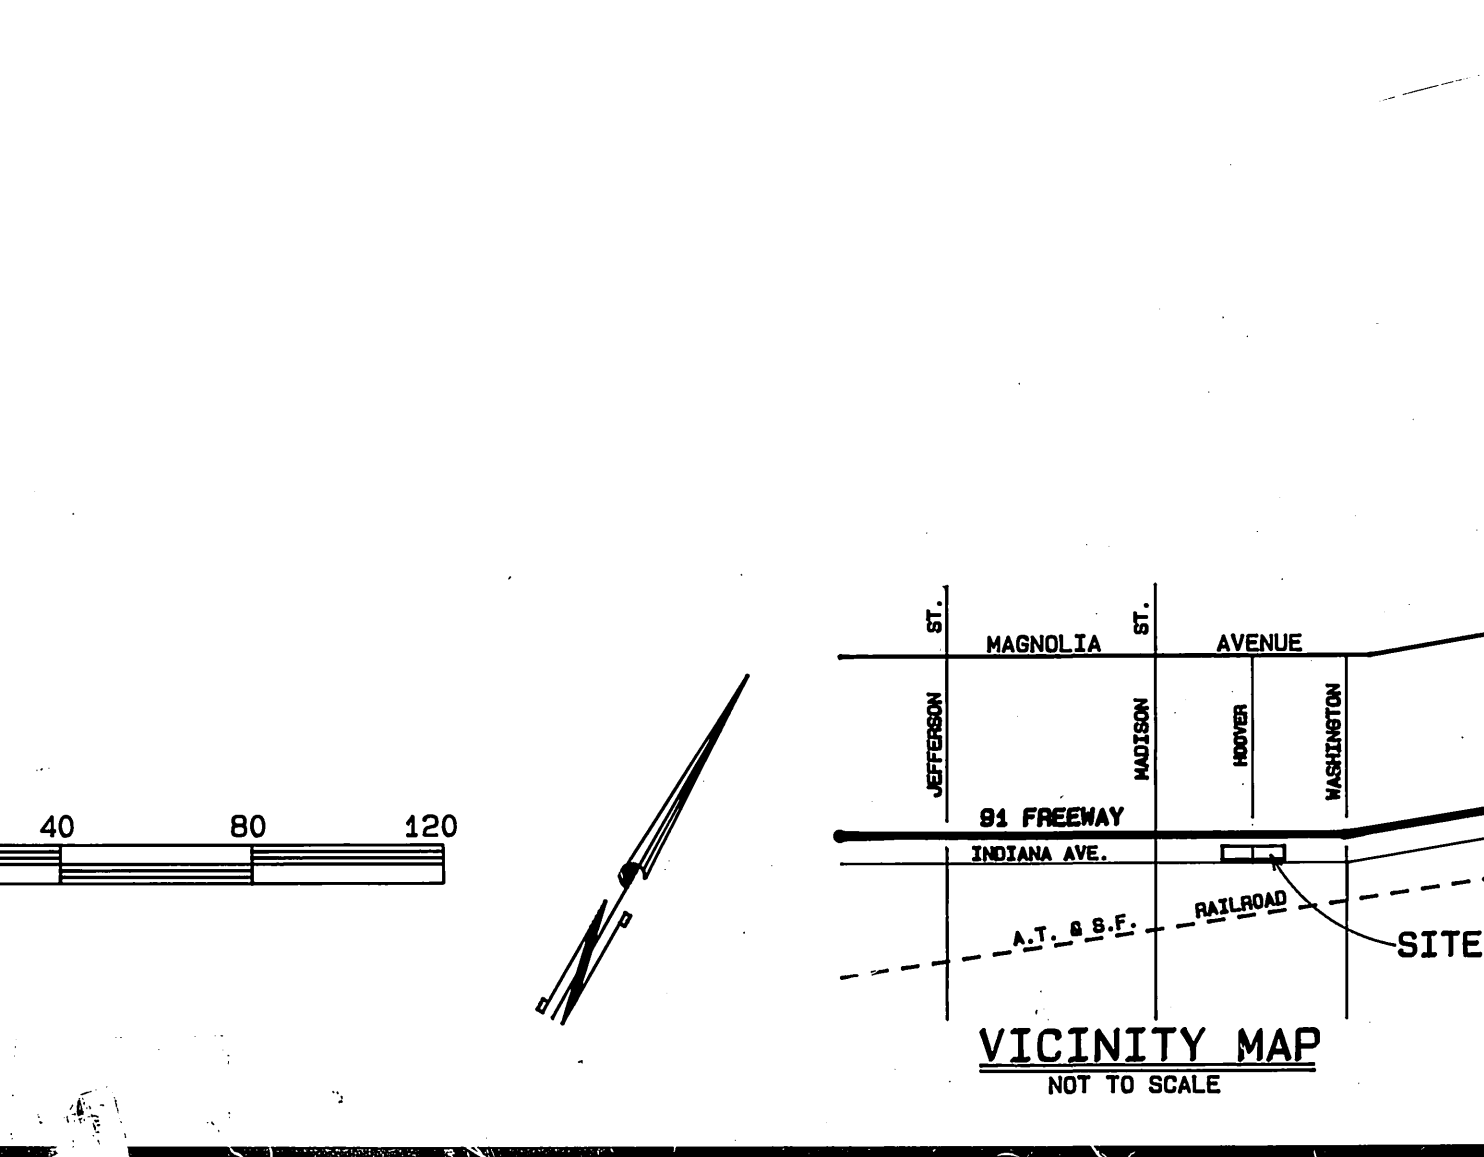 ST.
ST.
MAGNOLIA AVENUE
JEFFERSON
MADISON
HOOVER
WASHINGTON
40 80 120
91 FREEWAY
INDIANA AVE.
A.T. & S.F. RAILROAD
SITE
N
VICINITY MAP
NOT TO SCALE